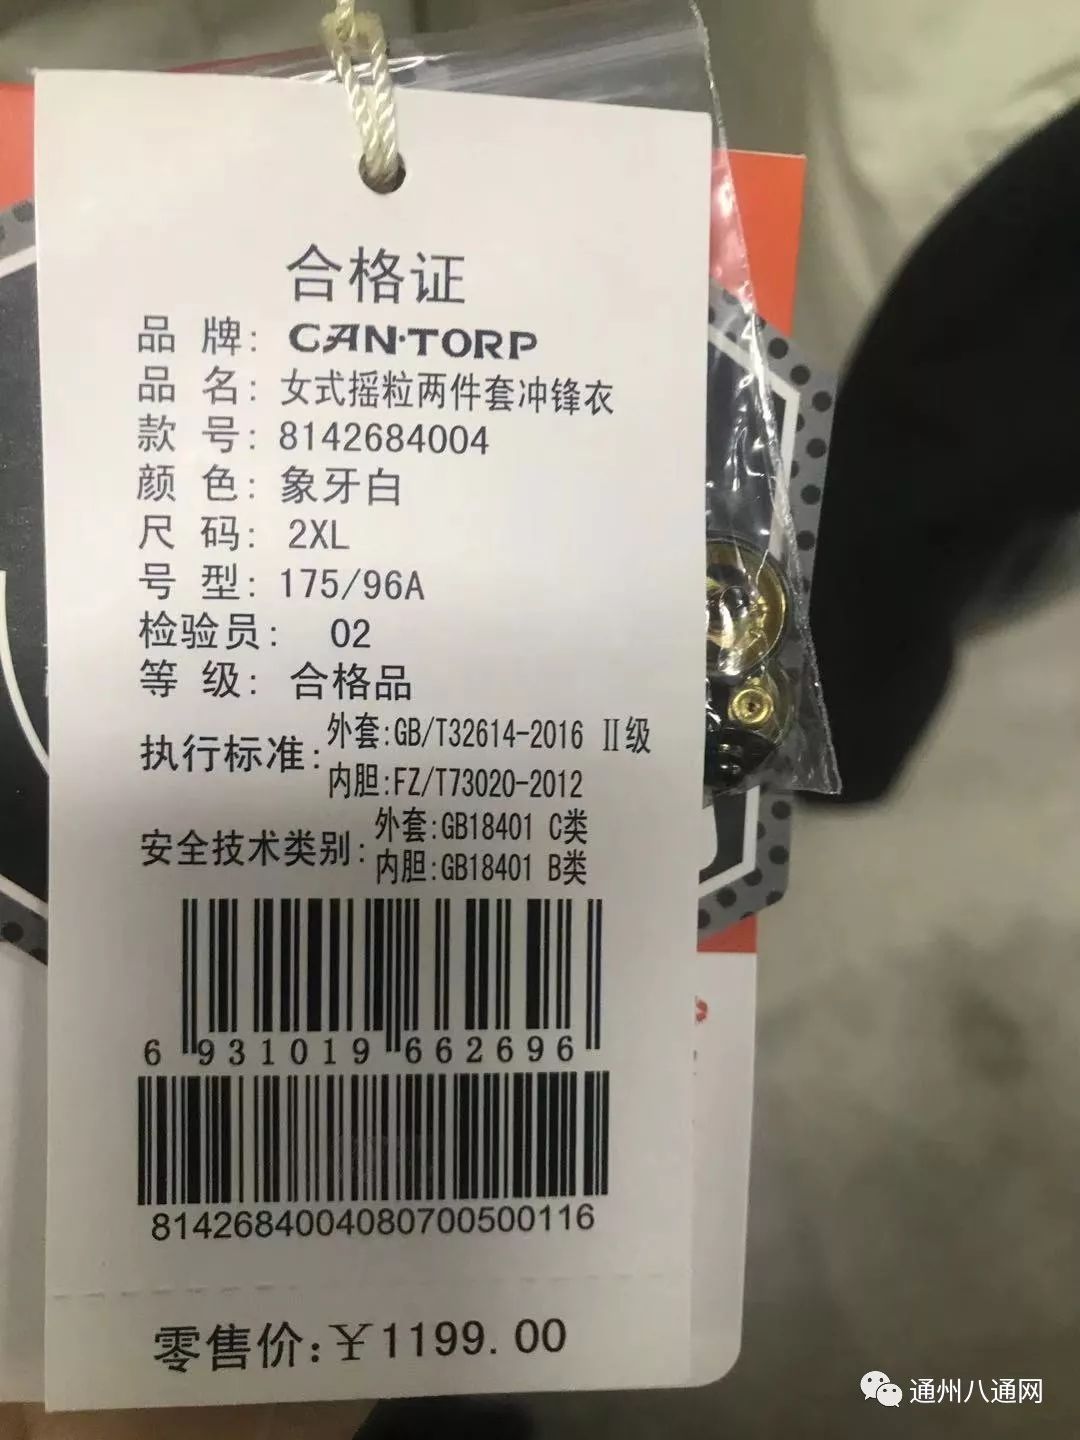 合格证
品 牌: CAN·TORP
品 名: 女式摇粒两件套冲锋衣
款 号: 8142684004
颜 色: 象牙白
尺 码: 2XL
号 型: 175/96A
检验员: 02
等 级: 合格品
执行标准: 外套:GB/T32614-2016 Ⅱ级
内胆:FZ/T73020-2012
安全技术类别: 外套:GB18401 C类
内胆:GB18401 B类
6 931019 662696
8142684004080700500116
零售价:￥1199.00
通州八通网